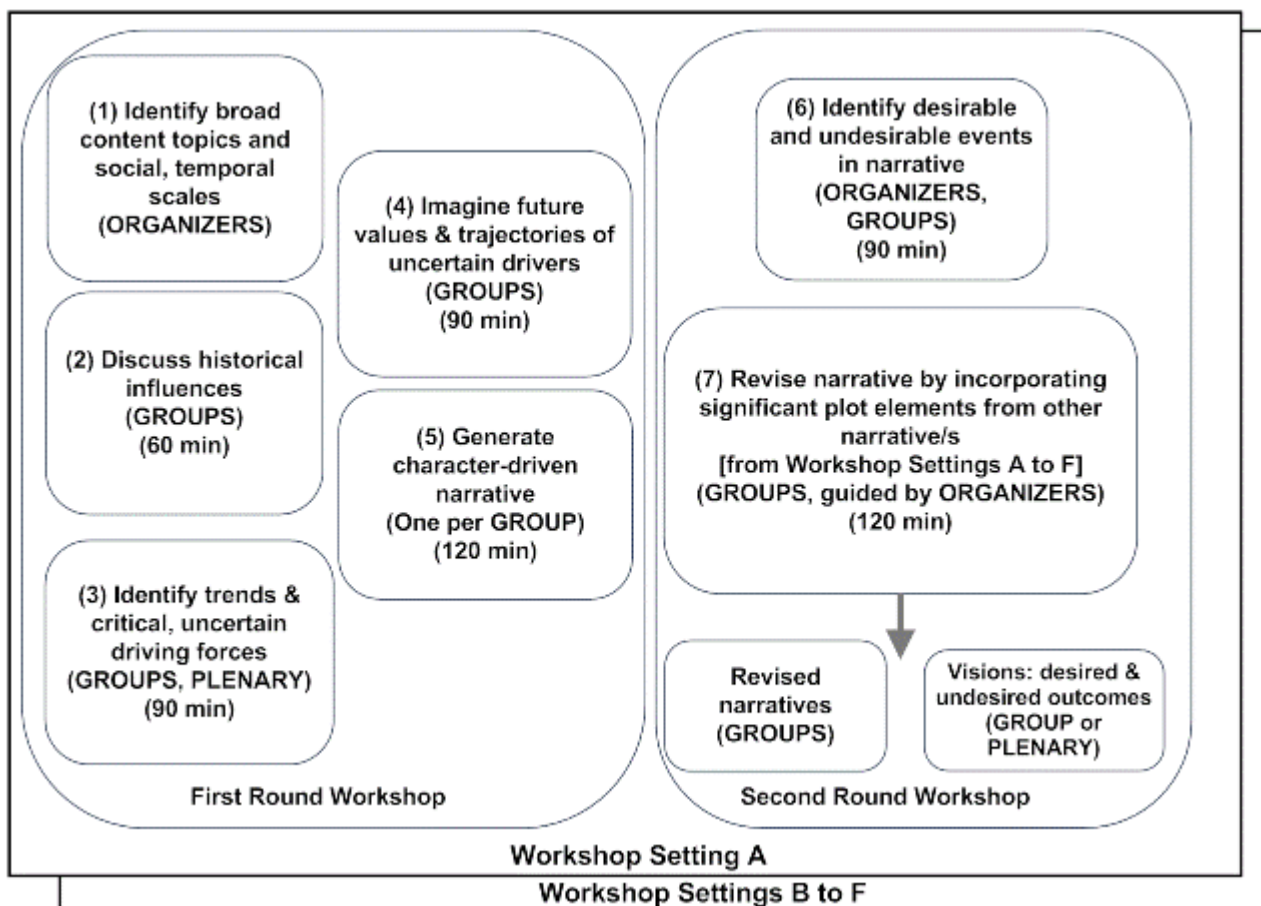 (1) Identify broad
content topics and
social, temporal
scales
(ORGANIZERS)
(2) Discuss historical
influences
(GROUPS)
(60 min)
(3) Identify trends &
critical, uncertain
driving forces
(GROUPS, PLENARY)
(90 min)
(4) Imagine future
values & trajectories of
uncertain drivers
(GROUPS)
(90 min)
(5) Generate
character-driven
narrative
(One per GROUP)
(120 min)
First Round Workshop
(6) Identify desirable
and undesirable events
in narrative
(ORGANIZERS,
GROUPS)
(90 min)
(7) Revise narrative by incorporating
significant plot elements from other
narrative/s
[from Workshop Settings A to F]
(GROUPS, guided by ORGANIZERS)
(120 min)
Revised
narratives
(GROUPS)
Visions: desired &
undesired outcomes
(GROUP or
PLENARY)
Second Round Workshop
Workshop Setting A
Workshop Settings B to F